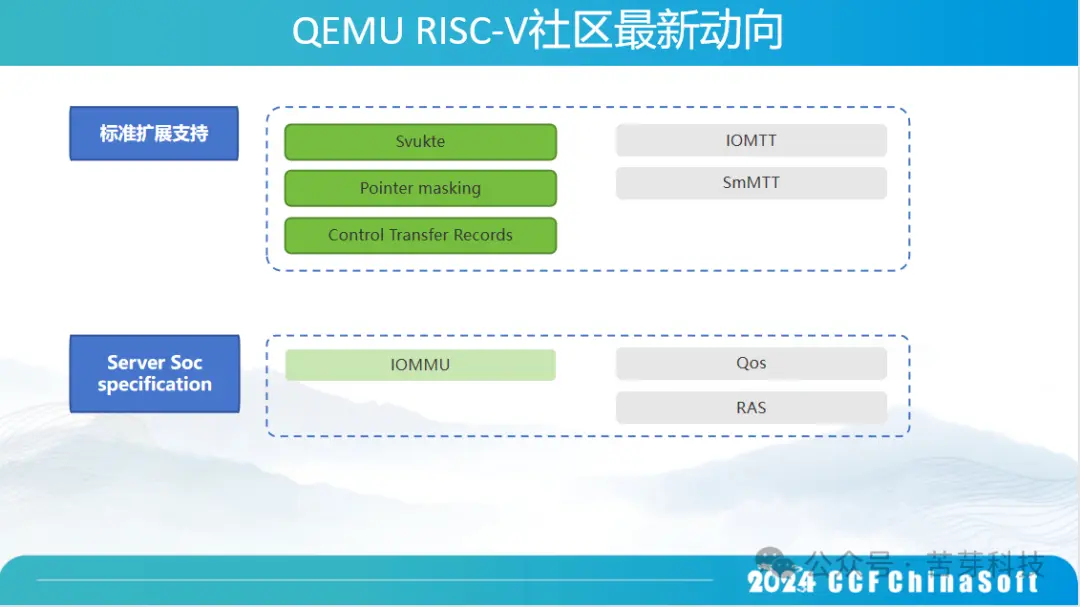 QEMU RISC-V社区最新动向
标准扩展支持
Svukte
Pointer masking
Control Transfer Records
IOMTT
SmMTT
Server Soc
specification
IOMMU
Qos
RAS
公众号 · 苦芽科技
2024 CCF ChinaSoft